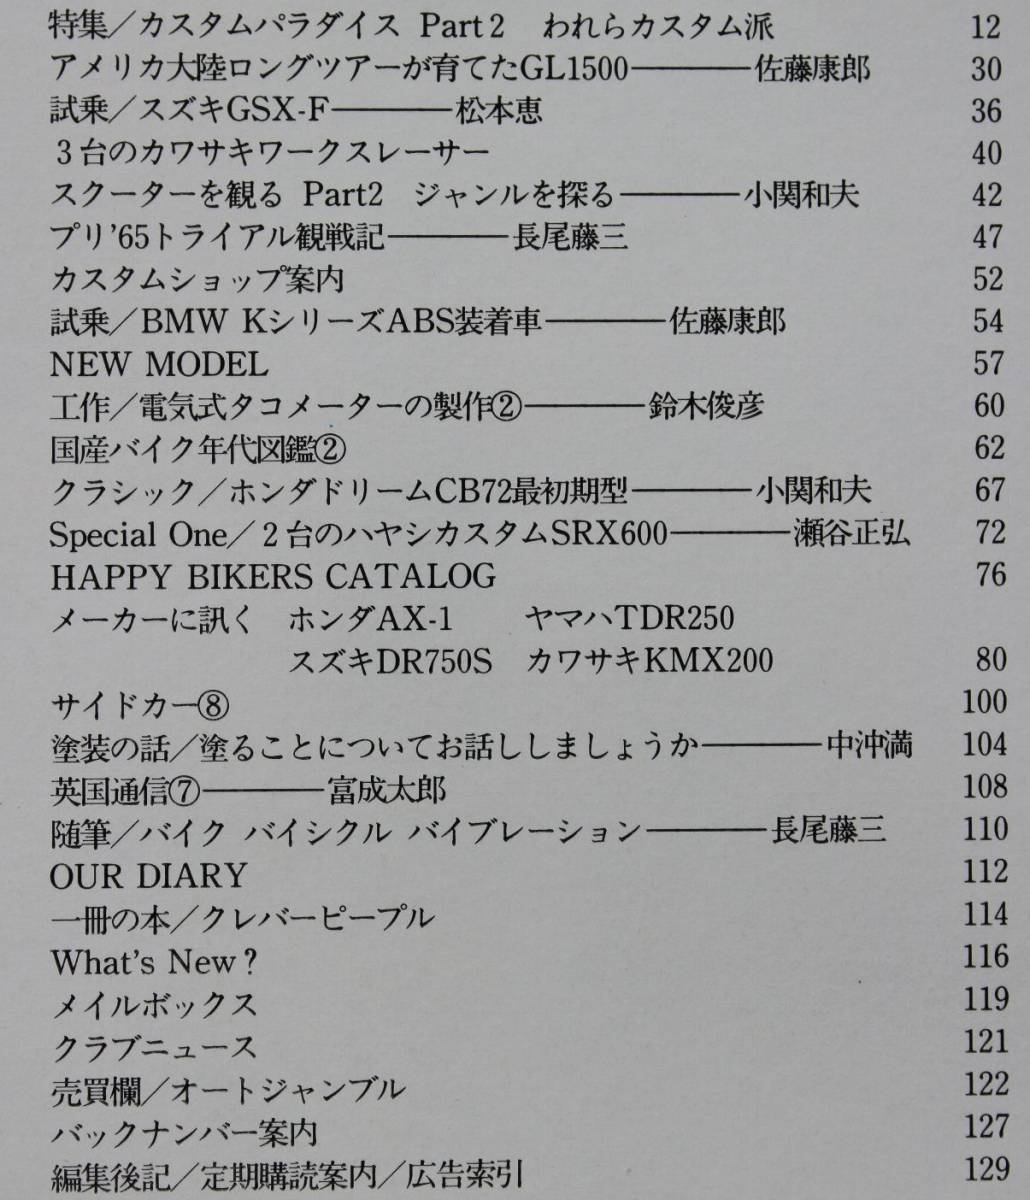 特集／カスタムパラダイス Part 2　われらカスタム派 12
アメリカ大陸ロングツアーが育てたGL1500――――佐藤康郎 30
試乗／スズキGSX-F――――松本恵 36
3台のカワサキワークスレーサー 40
スクーターを観る Part2　ジャンルを探る――――小関和夫 42
プリ'65トライアル観戦記――――長尾藤三 47
カスタムショップ案内 52
試乗／BMW KシリーズABS装着車――――佐藤康郎 54
NEW MODEL 57
工作／電気式タコメーターの製作②――――鈴木俊彦 60
国産バイク年代図鑑② 62
クラシック／ホンダドリームCB72最初期型――――小関和夫 67
Special One／2台のハヤシカスタムSRX600――――瀬谷正弘 72
HAPPY BIKERS CATALOG 76
メーカーに訊く　ホンダAX-1　ヤマハTDR250
スズキDR750S　カワサキKMX200 80
サイドカー⑧ 100
塗装の話／塗ることについてお話ししましょうか――――中沖満 104
英国通信⑦――――富成太郎 108
随筆／バイク バイシクル バイブレーション――――長尾藤三 110
OUR DIARY 112
一冊の本／クレバーピープル 114
What's New？ 116
メイルボックス 119
クラブニュース 121
売買欄／オートジャンブル 122
バックナンバー案内 127
編集後記／定期購読案内／広告索引 129